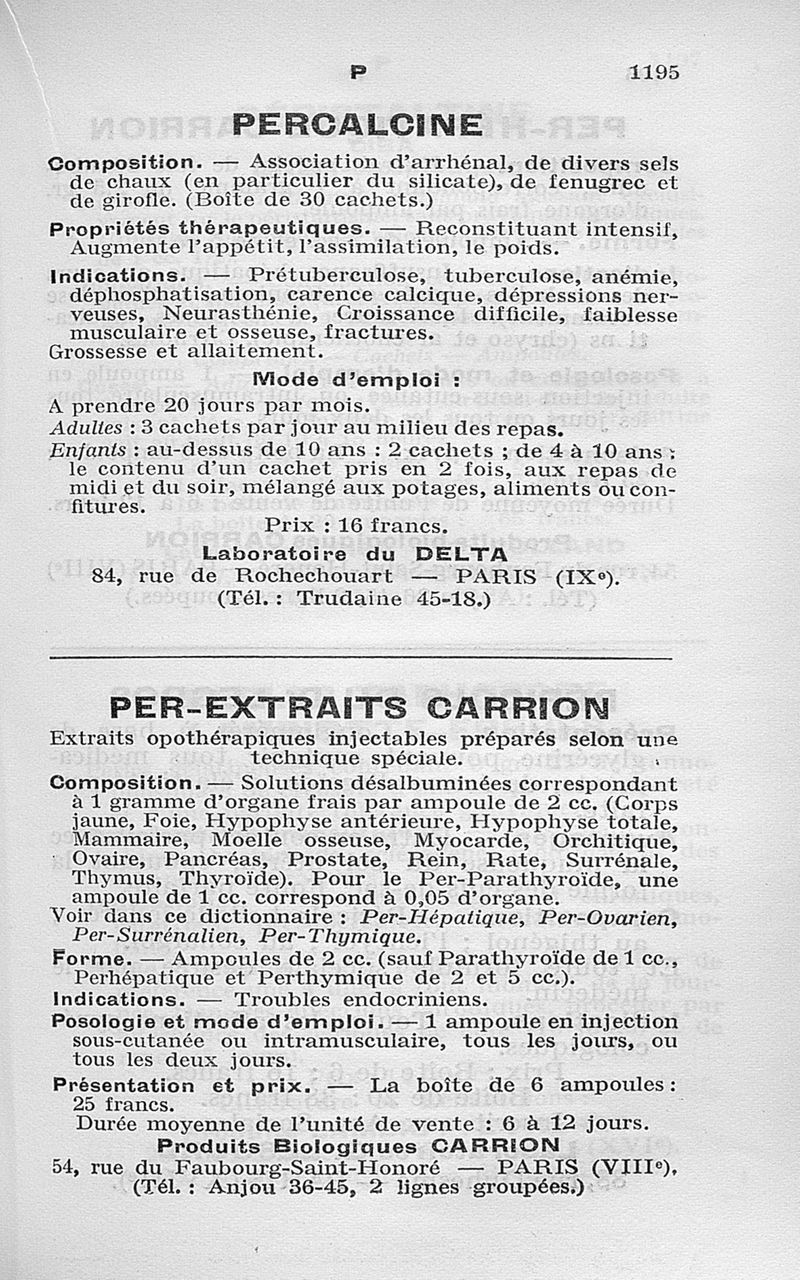 P 1195
PERCALCINE
Composition. — Association d'arrhénal, de divers sels
de chaux (en particulier du silicate), de fenugrec et
de girofle. (Boîte de 30 cachets.)
Propriétés thérapeutiques. — Reconstituant intensif,
Augmente l'appétit, l'assimilation, le poids.
Indications. — Prétuberculose, tuberculose, anémie,
déphosphatisation, carence calcique, dépressions ner-
veuses, Neurasthénie, Croissance difficile, faiblesse
musculaire et osseuse, fractures.
Grossesse et allaitement.
Mode d'emploi :
A prendre 20 jours par mois.
Adultes : 3 cachets par jour au milieu des repas.
Enfants : au-dessus de 10 ans : 2 cachets ; de 4 à 10 ans :
le contenu d'un cachet pris en 2 fois, aux repas de
midi et du soir, mélangé aux potages, aliments ou con-
fitures.
Prix : 16 francs.
Laboratoire du DELTA
84, rue de Rochechouart — PARIS (IXe).
(Tél. : Trudaine 45-18.)
PER-EXTRAITS CARRION
Extraits opothérapiques injectables préparés selon une
technique spéciale.
Composition. — Solutions désalbuminées correspondant
à 1 gramme d'organe frais par ampoule de 2 cc. (Corps
jaune, Foie, Hypophyse antérieure, Hypophyse totale,
Mammaire, Moelle osseuse, Myocarde, Orchitique,
Ovaire, Pancréas, Prostate, Rein, Rate, Surrénale,
Thymus, Thyroïde). Pour le Per-Parathyroïde, une
ampoule de 1 cc. correspond à 0,05 d'organe.
Voir dans ce dictionnaire : Per-Hépatique, Per-Ovarien,
Per-Surrénalien, Per-Thymique.
Forme. — Ampoules de 2 cc. (sauf Parathyroïde de 1 cc.,
Perhépatique et Perthymique de 2 et 5 cc.).
Indications. — Troubles endocriniens.
Posologie et mode d'emploi. — 1 ampoule en injection
sous-cutanée ou intramusculaire, tous les jours, ou
tous les deux jours.
Présentation et prix. — La boîte de 6 ampoules :
25 francs.
Durée moyenne de l'unité de vente : 6 à 12 jours.
Produits Biologiques CARRION
54, rue du Faubourg-Saint-Honoré — PARIS (VIIIe),
(Tél. : Anjou 36-45, 2 lignes groupées.)